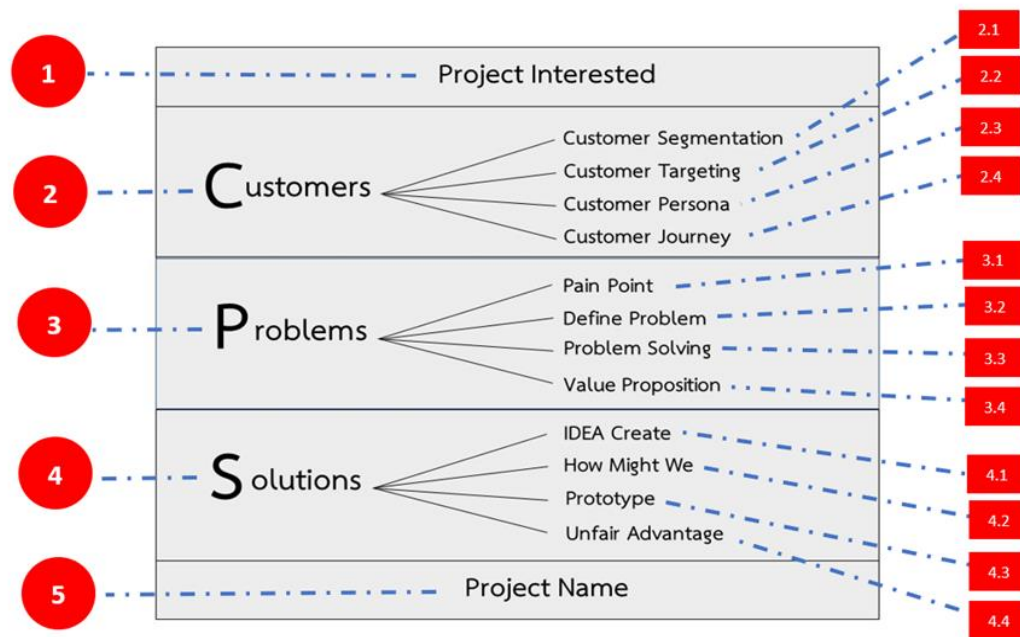 1
Project Interested
2
Customers
Customer Segmentation
2.1
Customer Targeting
2.2
Customer Persona
2.3
Customer Journey
2.4
3
Problems
Pain Point
3.1
Define Problem
3.2
Problem Solving
3.3
Value Proposition
3.4
4
Solutions
IDEA Create
4.1
How Might We
4.2
Prototype
4.3
Unfair Advantage
4.4
5
Project Name